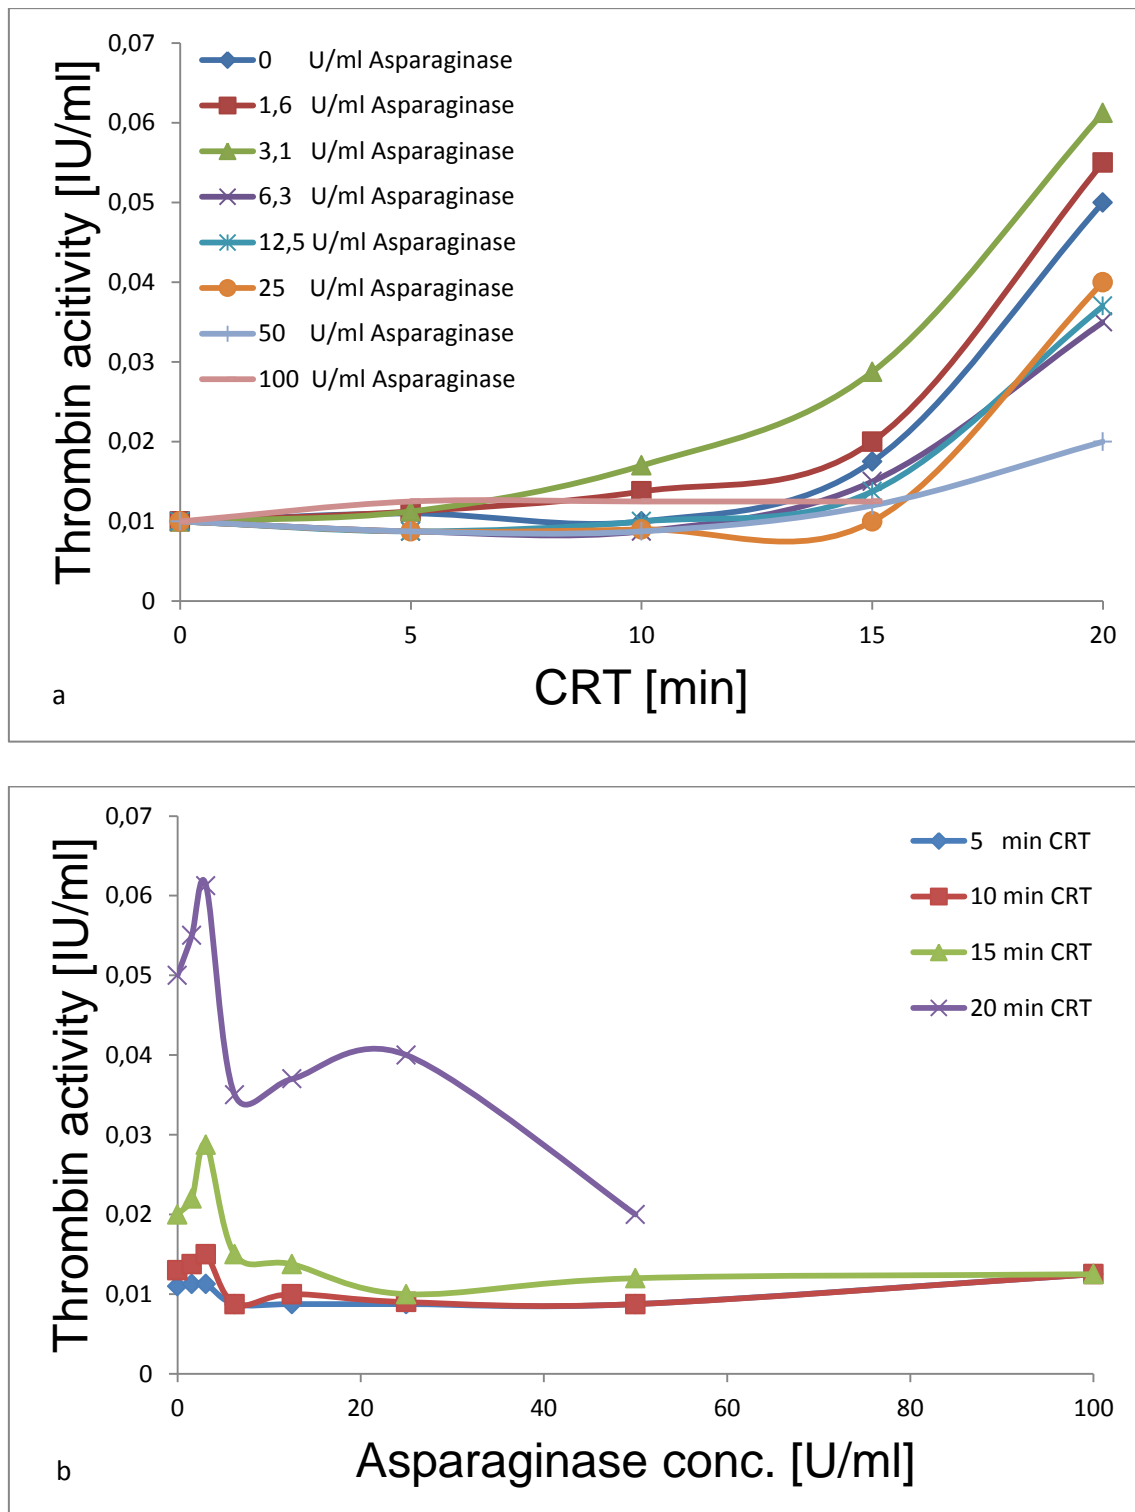 0,07
0,06
0,05
0,04
0,03
0,02
0,01
0
Thrombin acitivity [IU/ml]
0 U/ml Asparaginase
1,6 U/ml Asparaginase
3,1 U/ml Asparaginase
6,3 U/ml Asparaginase
12,5 U/ml Asparaginase
25 U/ml Asparaginase
50 U/ml Asparaginase
100 U/ml Asparaginase
0 5 10 15 20
CRT [min]
a
0,07
0,06
0,05
0,04
0,03
0,02
0,01
0
Thrombin activity [IU/ml]
5 min CRT
10 min CRT
15 min CRT
20 min CRT
0 20 40 60 80 100
Asparaginase conc. [U/ml]
b